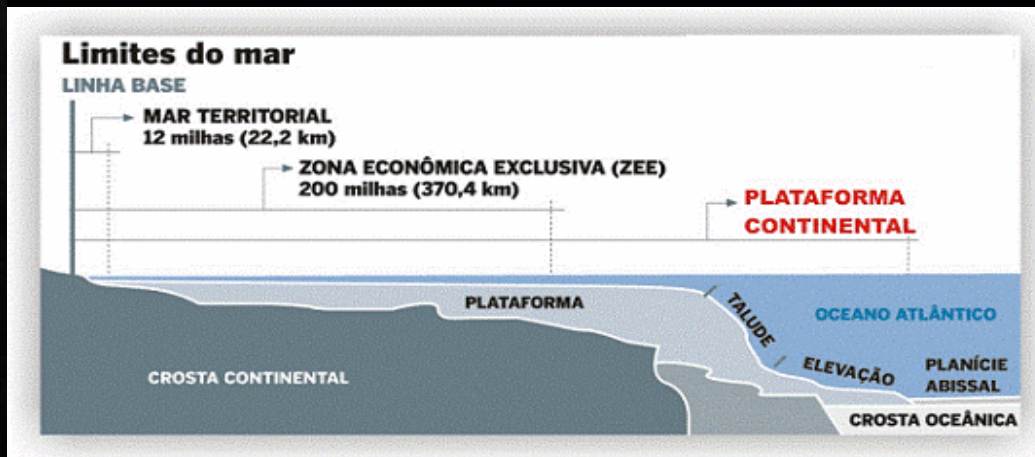 Limites do mar
LINHA BASE
MAR TERRITORIAL
12 milhas (22,2 km)
ZONA ECONÔMICA EXCLUSIVA (ZEE)
200 milhas (370,4 km)
PLATAFORMA
CONTINENTAL
PLATAFORMA
TALUDE
OCEANO ATLÂNTICO
ELEVAÇÃO
PLANÍCIE
ABISSAL
CROSTA CONTINENTAL
CROSTA OCEÂNICA